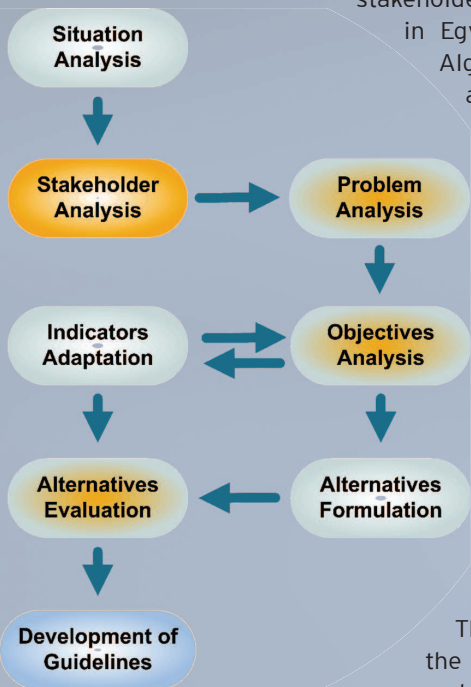 stakeholde
in Egy
Alg
a
Situation
Analysis
Stakeholder
Analysis
Problem
Analysis
Indicators
Adaptation
Objectives
Analysis
Alternatives
Evaluation
Alternatives
Formulation
Development of
Guidelines
Th
the